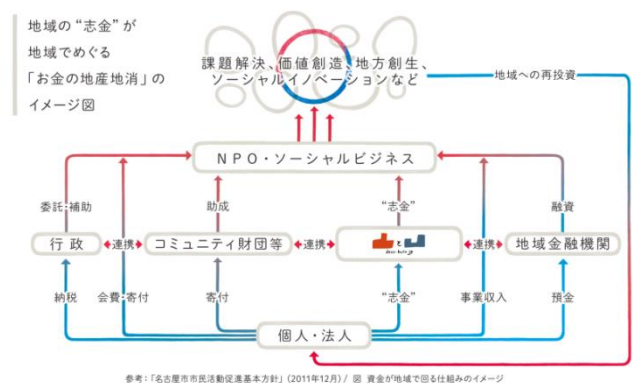 地域の“志金”が
地域でめぐる
「お金の地産地消」の
イメージ図
課題解決、価値創造、地方創生、
ソーシャルイノベーションなど
地域への再投資
NPO・ソーシャルビジネス
委託・補助
助成
“志金”
融資
行政
連携
コミュニティ財団等
連携
連携
地域金融機関
納税
会費・寄付
寄付
“志金”
事業収入
預金
個人・法人
参考:「名古屋市市民活動促進基本方針」(2011年12月)/ 図 資金が地域で回る仕組みのイメージ